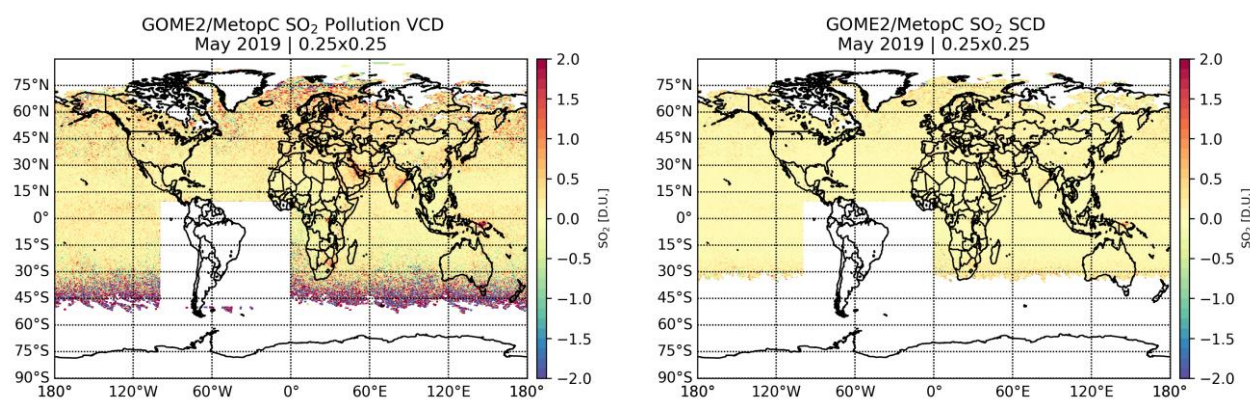 GOME2/MetopC SO₂ Pollution VCD
May 2019 | 0.25x0.25
75°N
60°N
45°N
30°N
15°N
0°
15°S
30°S
45°S
60°S
75°S
90°S
180°
120°W
60°W
0°
60°E
120°E
180°
2.0
1.5
1.0
0.5
0.0
−0.5
−1.0
−1.5
−2.0
SO₂ [D.U.]
GOME2/MetopC SO₂ SCD
May 2019 | 0.25x0.25
75°N
60°N
45°N
30°N
15°N
0°
15°S
30°S
45°S
60°S
75°S
90°S
180°
120°W
60°W
0°
60°E
120°E
180°
2.0
1.5
1.0
0.5
0.0
−0.5
−1.0
−1.5
−2.0
SO₂ [D.U.]